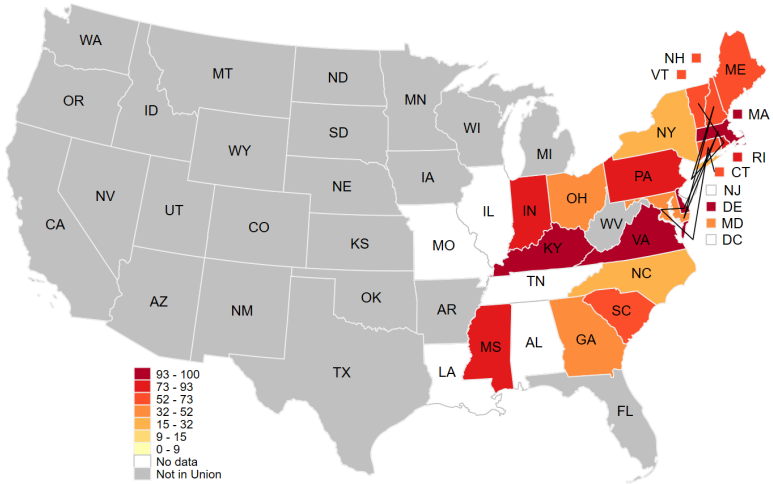 WA
MT
ND
MN
OR
ID
SD
WI
MI
WY
NE
IA
NV
UT
CO
KS
CA
AZ
NM
OK
TX
MO
IL
IN
OH
WV
KY
VA
TN
NC
AR
SC
MS
AL
GA
LA
FL
PA
NY
ME
NH
VT
MA
RI
CT
NJ
DE
MD
DC
93 - 100
73 - 93
52 - 73
32 - 52
15 - 32
9 - 15
0 - 9
No data
Not in Union